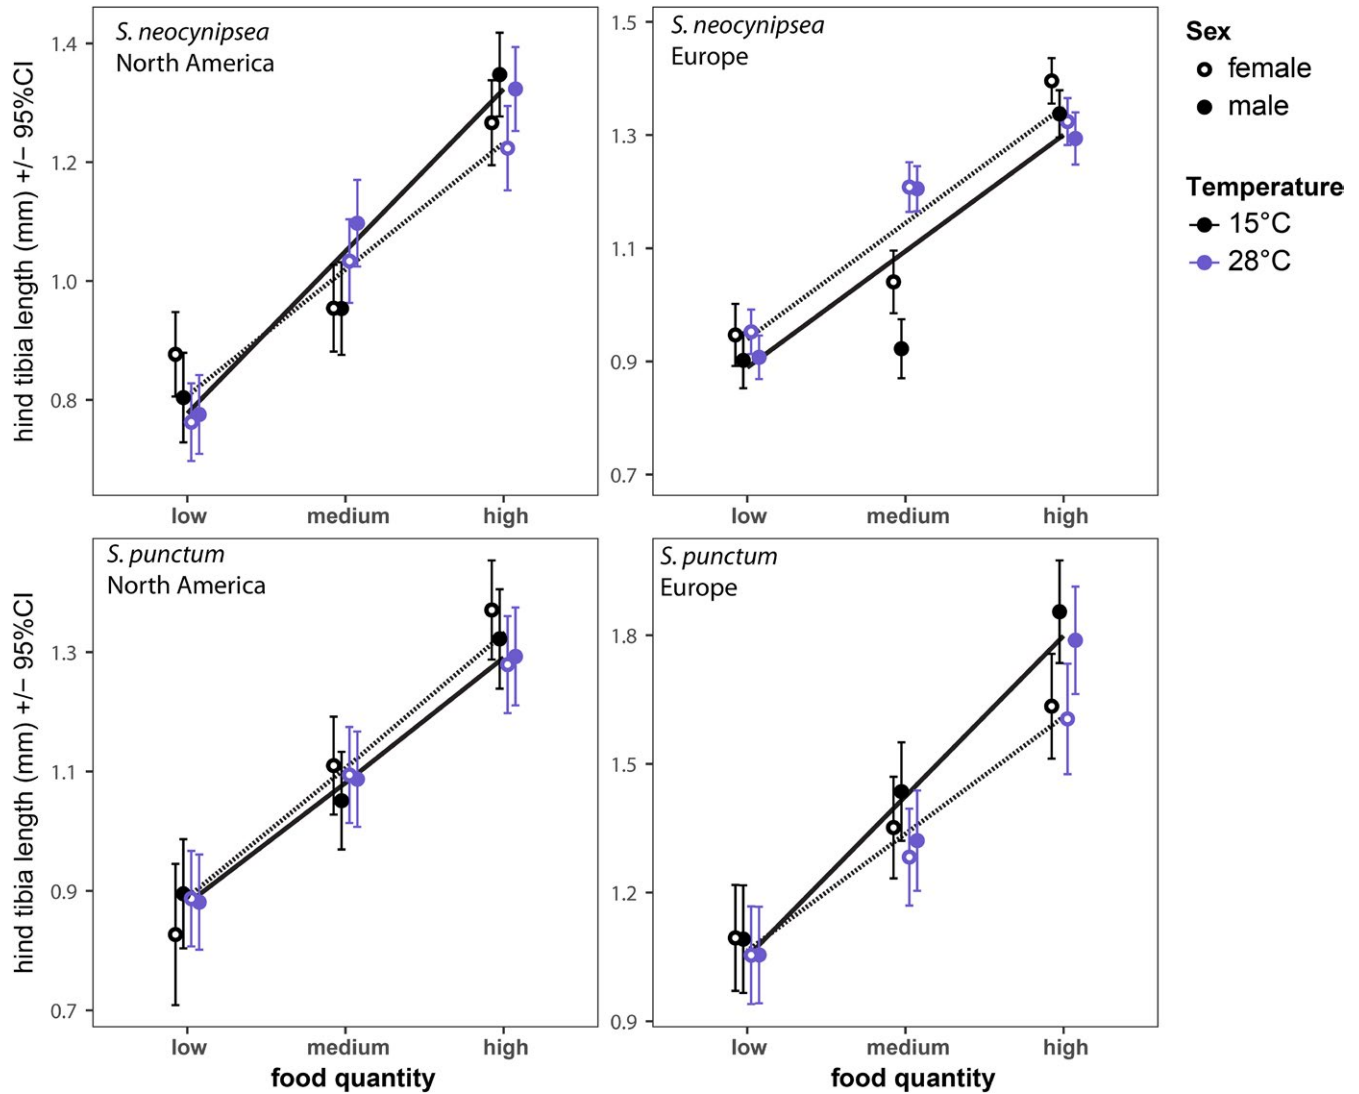 S. neocynipsea
North America
hind tibia length (mm) +/− 95%CI
1.4
1.2
1.0
0.8
low medium high
S. neocynipsea
Europe
1.5
1.3
1.1
0.9
0.7
low medium high
Sex
female
male
Temperature
15°C
28°C
S. punctum
North America
hind tibia length (mm) +/− 95%CI
1.3
1.1
0.9
0.7
low medium high
food quantity
S. punctum
Europe
1.8
1.5
1.2
0.9
low medium high
food quantity